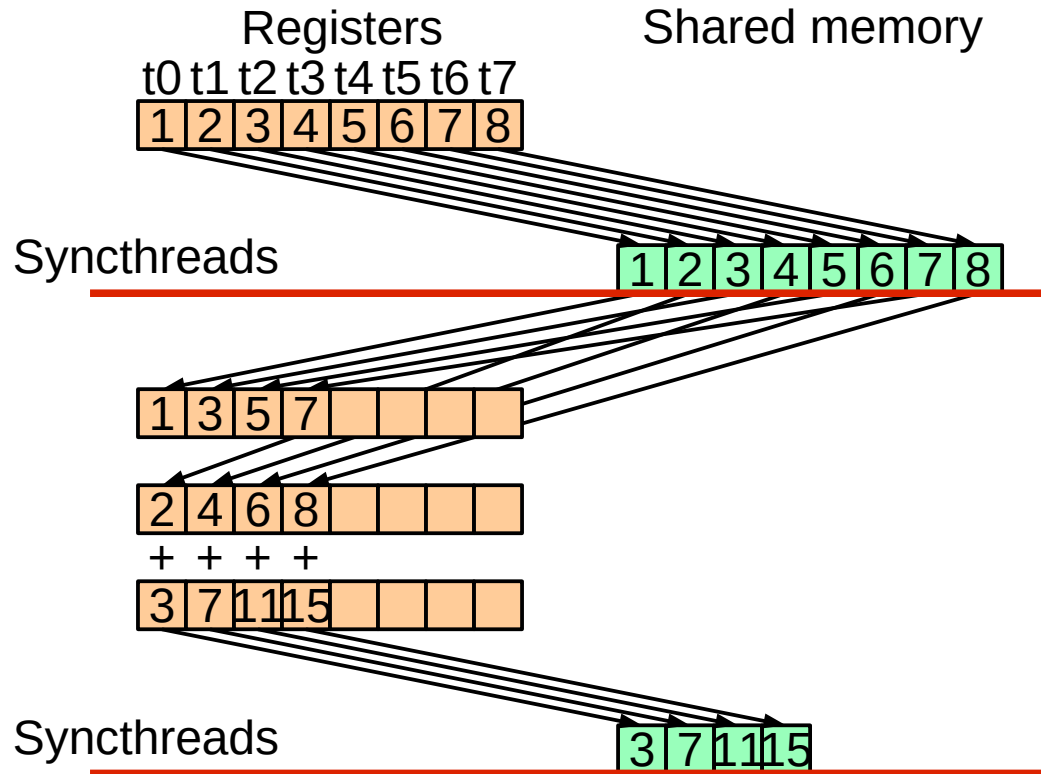 Registers Shared memory
t0 t1 t2 t3 t4 t5 t6 t7
1 2 3 4 5 6 7 8
Syncthreads
1 2 3 4 5 6 7 8
1 3 5 7
2 4 6 8
+ + + +
3 7 11 15
Syncthreads
3 7 11 15